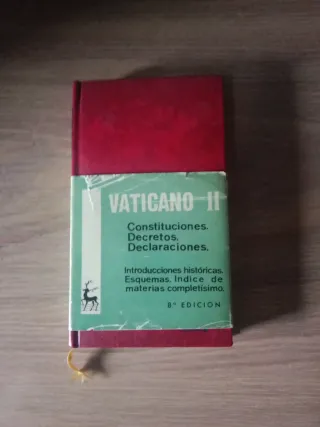 VATICANO II
Constituciones.
Decretos.
Declaraciones.
Introducciones históricas.
Esquemas. Indice de
materias completísimo.
8ª EDICION